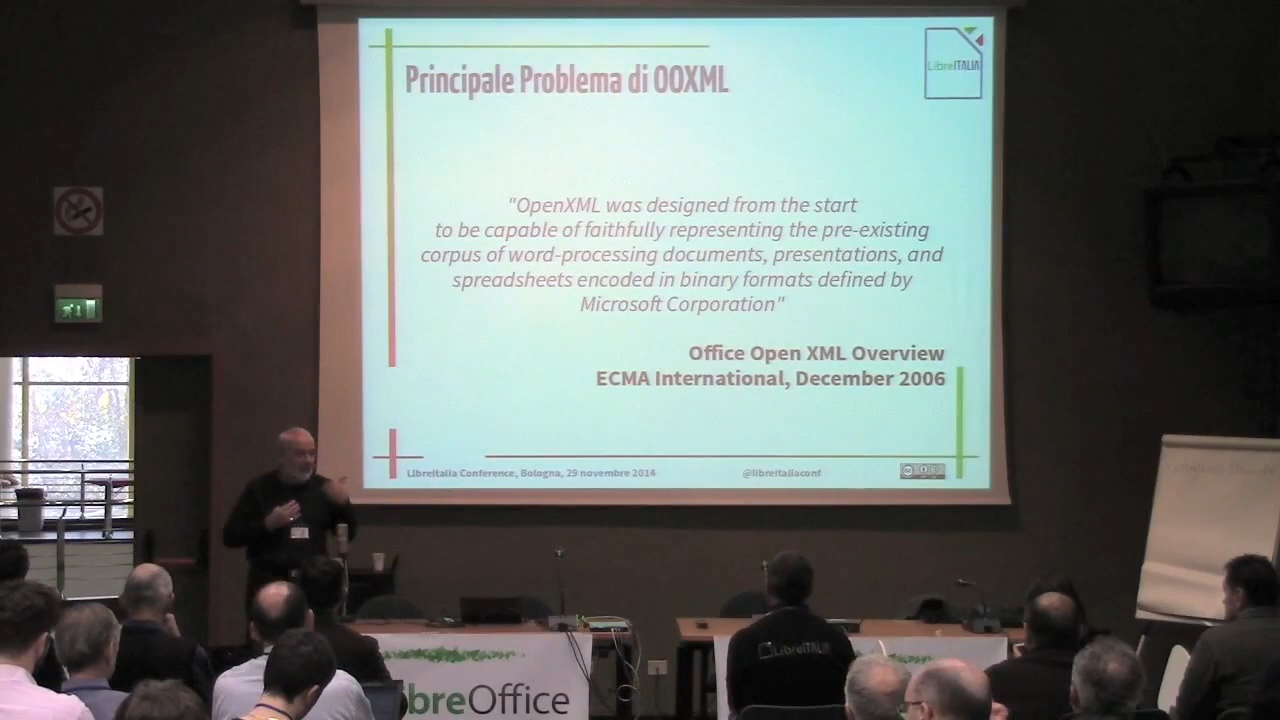 Principale Problema di OOXML
LibreITALIA
"OpenXML was designed from the start
to be capable of faithfully representing the pre-existing
corpus of word-processing documents, presentations, and
spreadsheets encoded in binary formats defined by
Microsoft Corporation"
Office Open XML Overview
ECMA International, December 2006
LibreItalia Conference, Bologna, 29 novembre 2014
@libreitaliaconf
LibreITALIA
breOffice